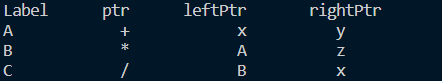 Label ptr leftPtr rightPtr
A + x y
B * A z
C / B x